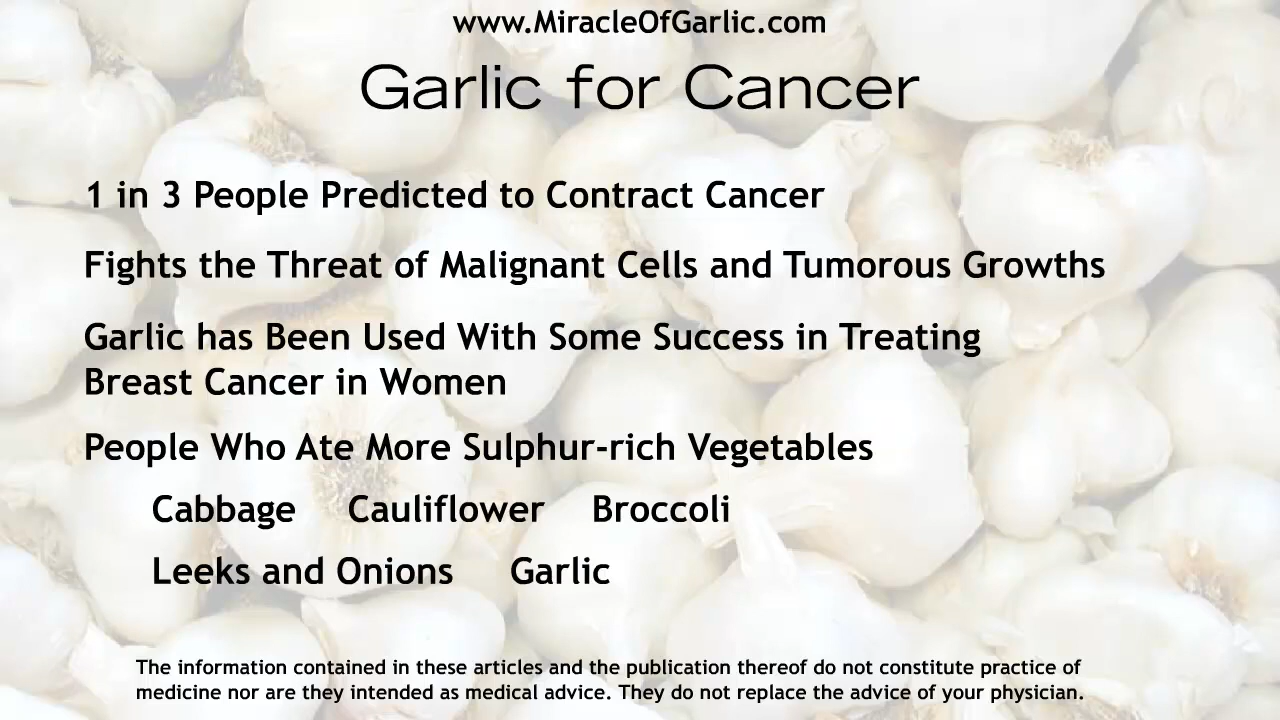 www.MiracleOfGarlic.com
Garlic for Cancer
1 in 3 People Predicted to Contract Cancer
Fights the Threat of Malignant Cells and Tumorous Growths
Garlic has Been Used With Some Success in Treating
Breast Cancer in Women
People Who Ate More Sulphur-rich Vegetables
Cabbage Cauliflower Broccoli
Leeks and Onions Garlic
The information contained in these articles and the publication thereof do not constitute practice of
medicine nor are they intended as medical advice. They do not replace the advice of your physician.